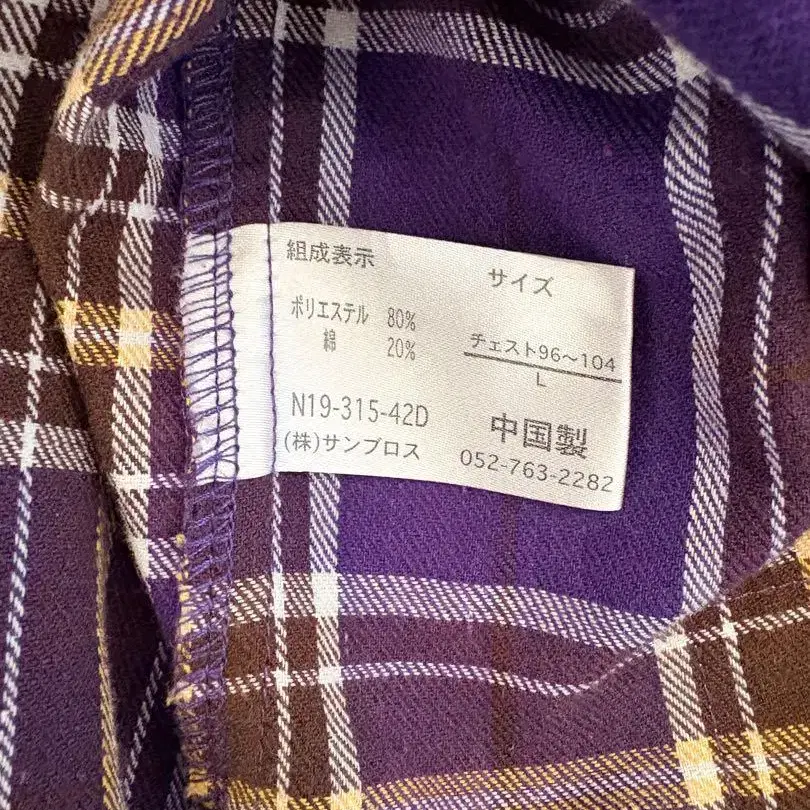 組成表示
ポリエステル 80%
綿 20%
N19-315-42D
(株)サンブロス
サイズ
チェスト96〜104
L
中国製
052-763-2282